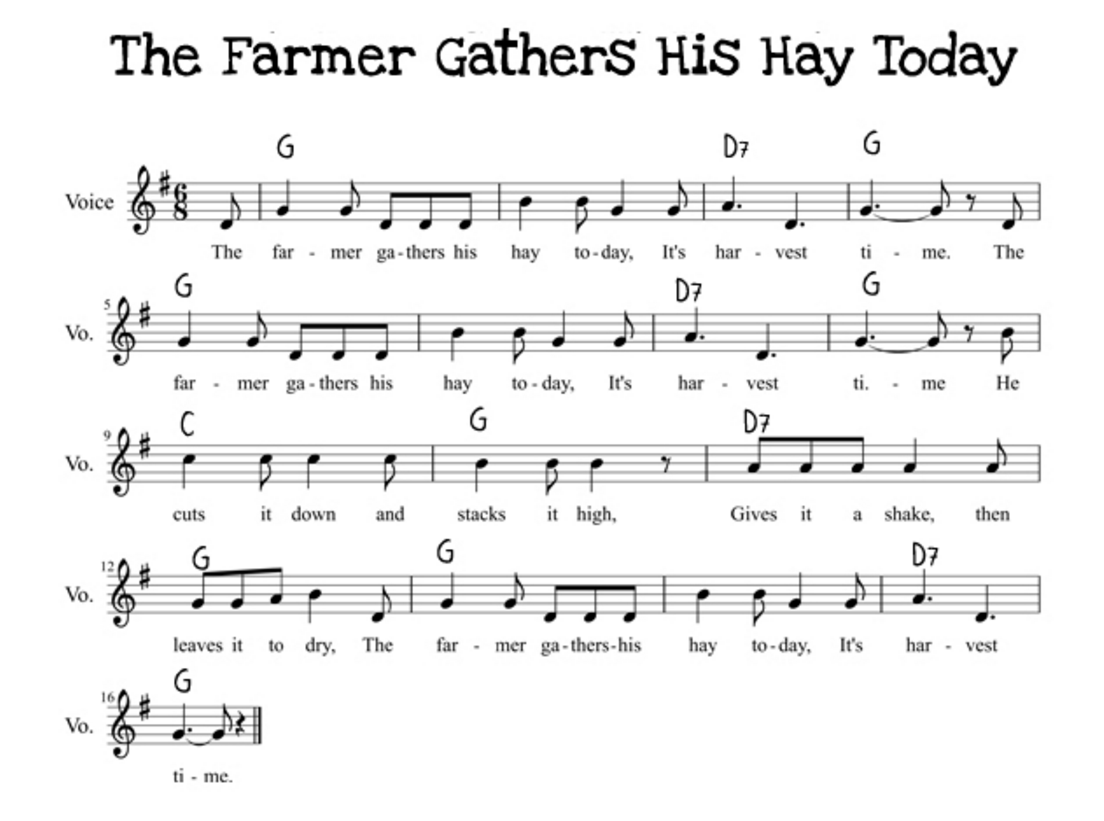 The Farmer Gathers His Hay Today
G D7 G
Voice
6
8
The far - mer ga - thers his hay to - day, It's har - vest ti - me. The
G D7 G
5
Vo.
far - mer ga - thers his hay to - day, It's har - vest ti. - me He
C G D7
9
Vo.
cuts it down and stacks it high, Gives it a shake, then
G G D7
12
Vo.
leaves it to dry, The far - mer ga - thers - his hay to - day, It's har - vest
G
16
Vo.
ti - me.